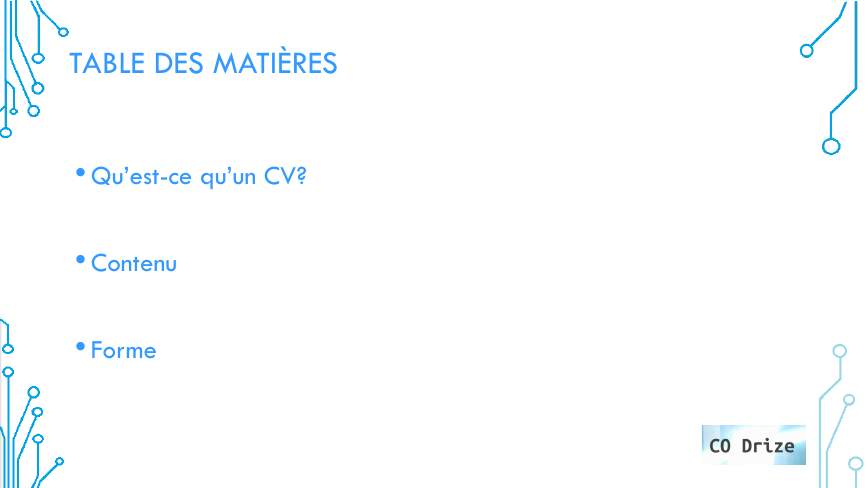 TABLE DES MATIÈRES
• Qu’est-ce qu’un CV?
• Contenu
• Forme
CO Drize